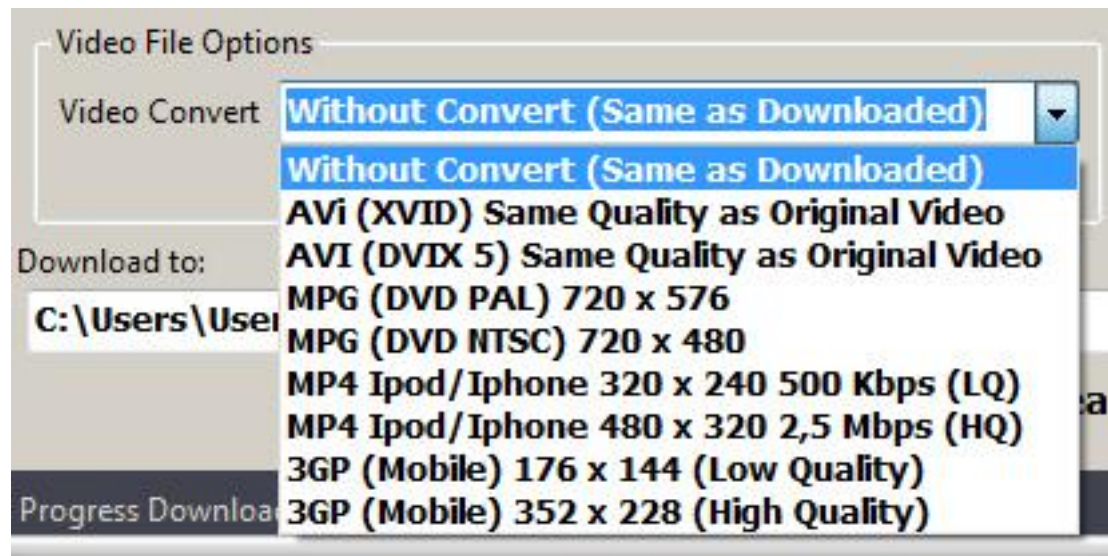 Video File Options
Video Convert
Without Convert (Same as Downloaded)
Without Convert (Same as Downloaded)
AVi (XVID) Same Quality as Original Video
AVI (DVIX 5) Same Quality as Original Video
MPG (DVD PAL) 720 x 576
MPG (DVD NTSC) 720 x 480
MP4 Ipod/Iphone 320 x 240 500 Kbps (LQ)
MP4 Ipod/Iphone 480 x 320 2,5 Mbps (HQ)
3GP (Mobile) 176 x 144 (Low Quality)
3GP (Mobile) 352 x 228 (High Quality)
Download to:
C:\Users\User
Progress Downloa